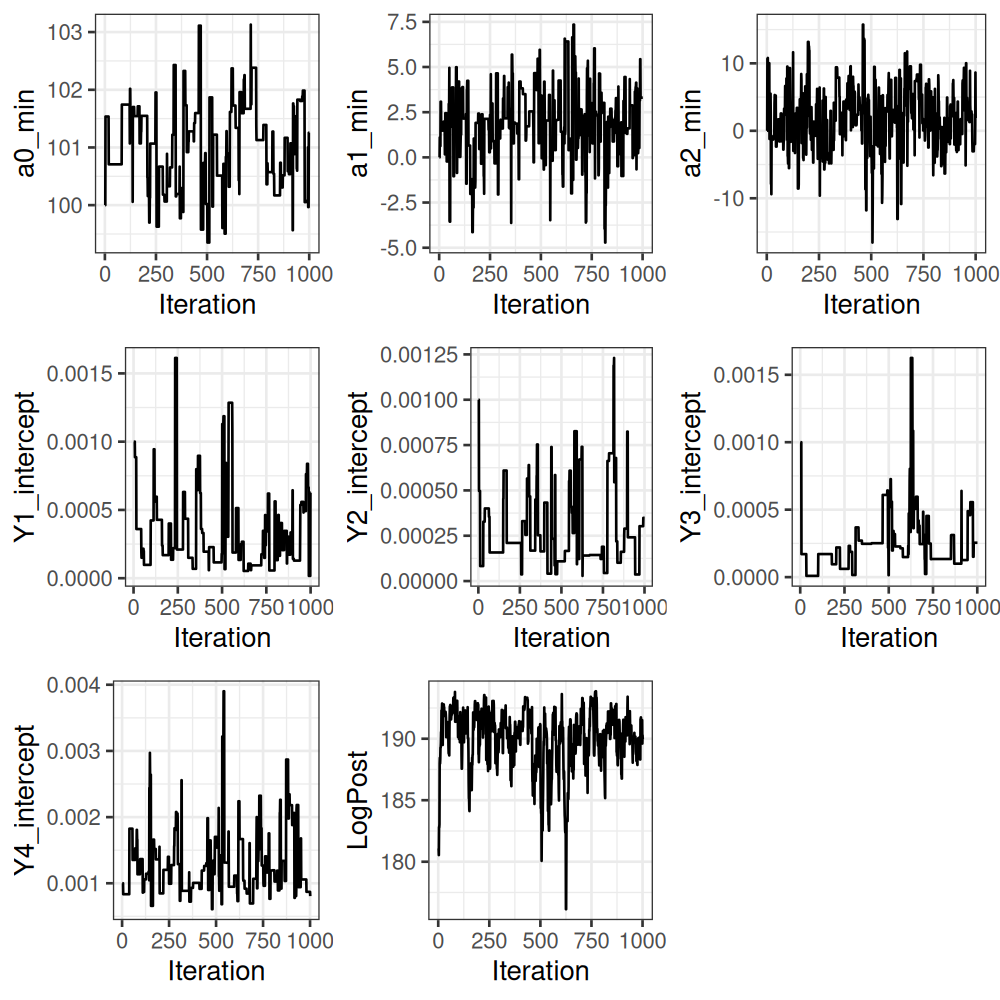 a0_min
103
102
101
100
0 250 500 750 1000
Iteration
a1_min
7.5
5.0
2.5
0.0
-2.5
-5.0
0 250 500 750 1000
Iteration
a2_min
10
0
-10
0 250 500 750 1000
Iteration
Y1_intercept
0.0015
0.0010
0.0005
0.0000
0 250 500 750 1000
Iteration
Y2_intercept
0.00125
0.00100
0.00075
0.00050
0.00025
0.00000
0 250 500 750 1000
Iteration
Y3_intercept
0.0015
0.0010
0.0005
0.0000
0 250 500 750 1000
Iteration
Y4_intercept
0.004
0.003
0.002
0.001
0 250 500 750 1000
Iteration
LogPost
190
185
180
0 250 500 750 1000
Iteration